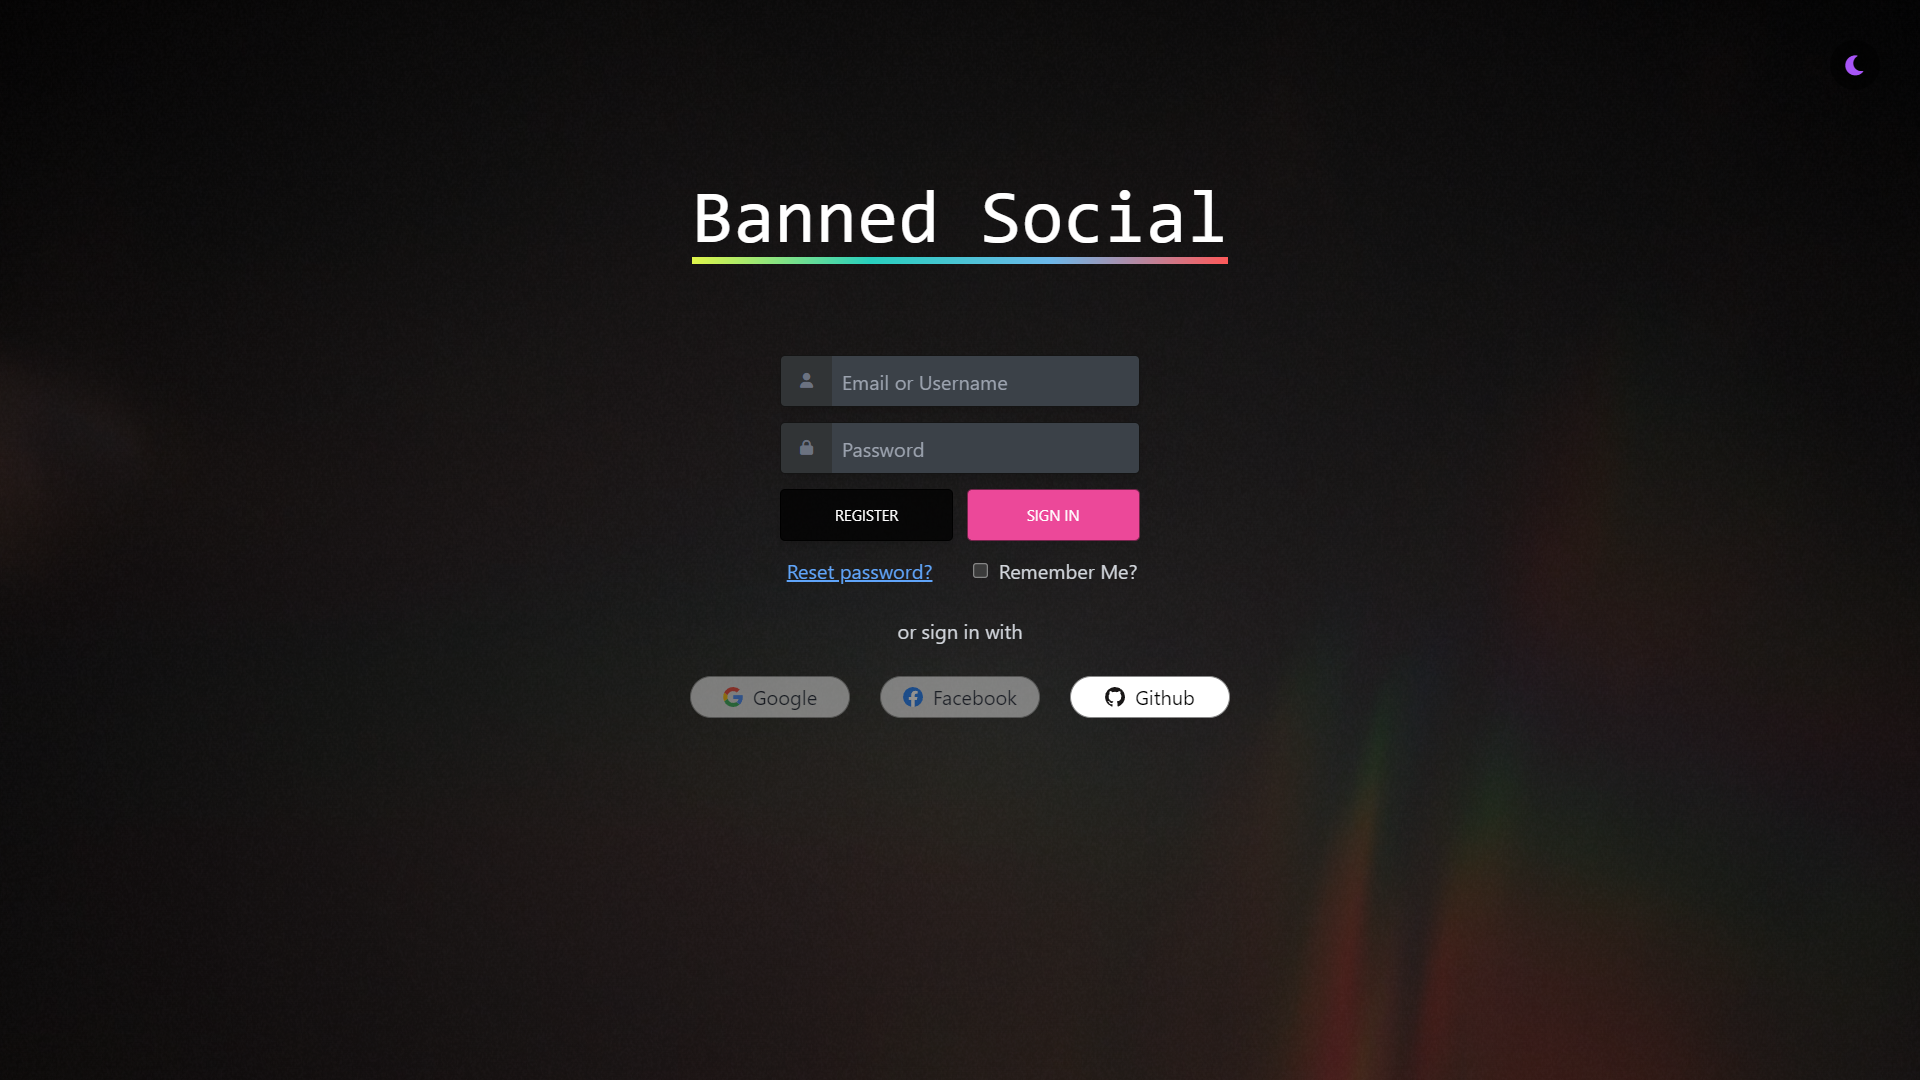 Banned Social
Email or Username
Password
REGISTER SIGN IN
Reset password? Remember Me?
or sign in with
Google Facebook Github